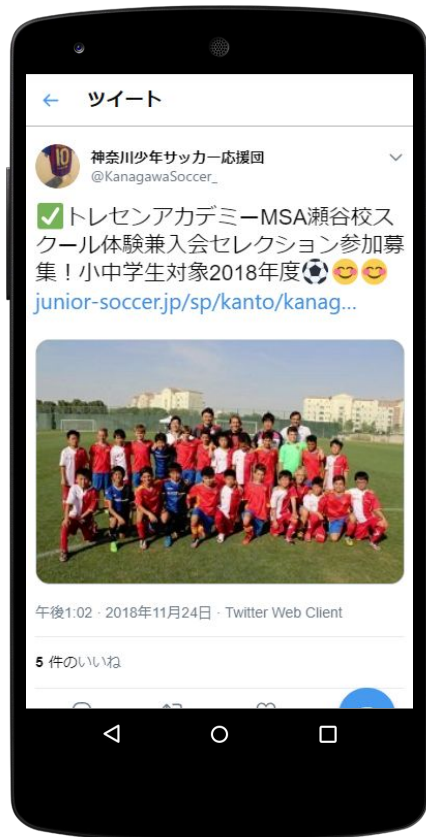 ツイート
10
神奈川少年サッカー応援団
@KanagawaSoccer_
✅トレセンアカデミーMSA瀬谷校ス
クール体験兼入会セレクション参加募
集！小中学生対象2018年度⚽😊😊
junior-soccer.jp/sp/kanto/kanag...
午後1:02 · 2018年11月24日 · Twitter Web Client
5 件のいいね